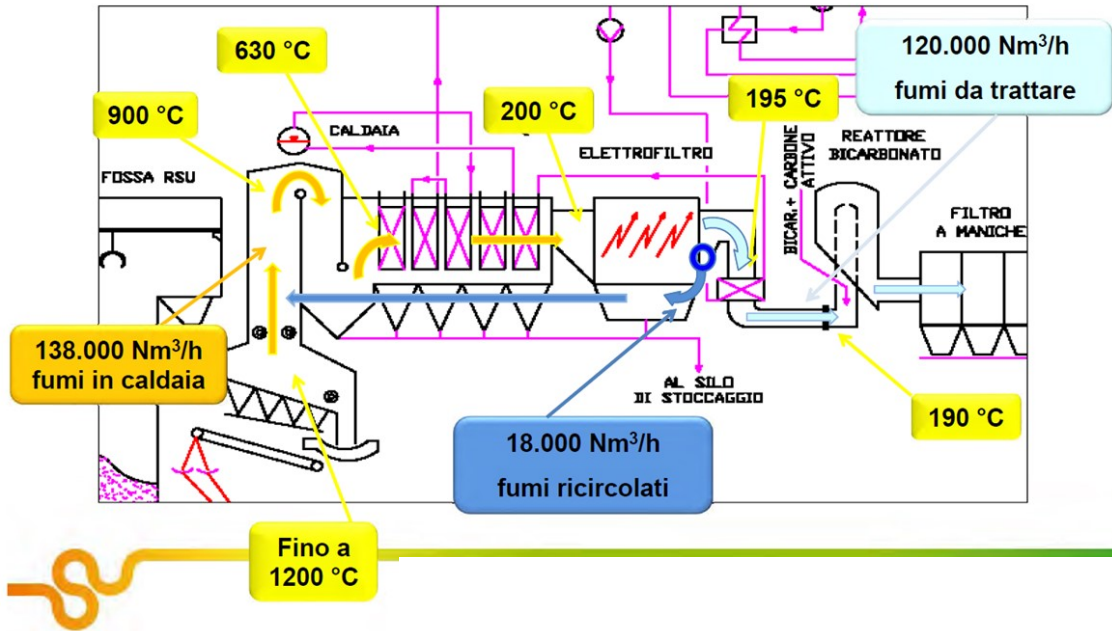 630 °C
120.000 Nm³/h
fumi da trattare
900 °C
CALDAIA
200 °C
195 °C
ELETTROFILTRO
REATTORE
BICARBONATO
FOSSA RSU
BICAR.+ CARBONE
ATTIVO
FILTRO
A MANICHE
138.000 Nm³/h
fumi in caldaia
AL SILO
DI STOCCAGGIO
18.000 Nm³/h
fumi ricircolati
190 °C
Fino a
1200 °C